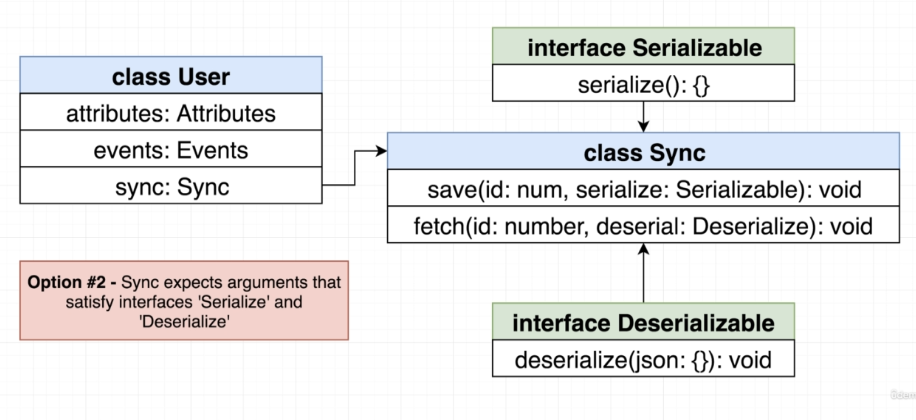 class User
attributes: Attributes
events: Events
sync: Sync
Option #2 - Sync expects arguments that
satisfy interfaces 'Serialize' and
'Deserialize'
interface Serializable
serialize(): {}
class Sync
save(id: num, serialize: Serializable): void
fetch(id: number, deserial: Deserialize): void
interface Deserializable
deserialize(json: {}): void